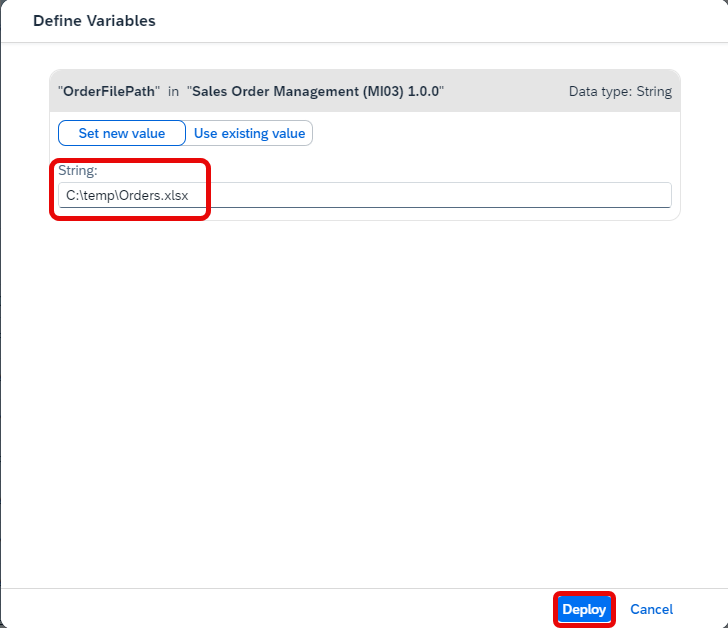 Define Variables
"OrderFilePath" in "Sales Order Management (MI03) 1.0.0" Data type: String
Set new value Use existing value
String:
C:\temp\Orders.xlsx
Deploy Cancel